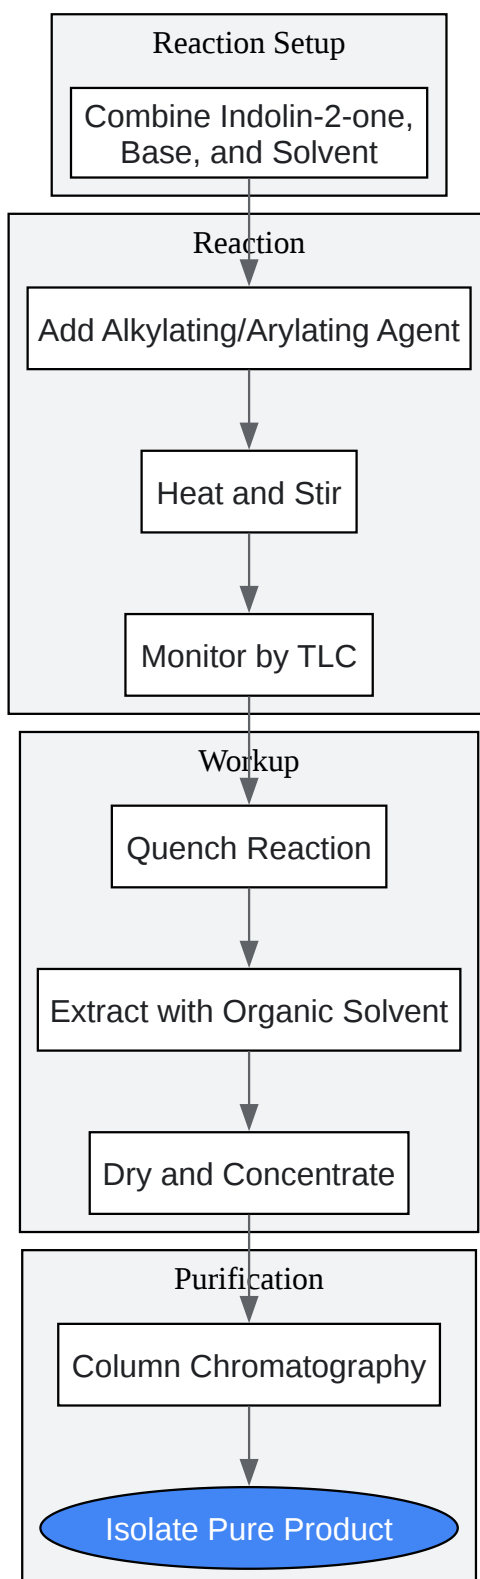 Reaction Setup
Combine Indolin-2-one,
Base, and Solvent
Reaction
Add Alkylating/Arylating Agent
Heat and Stir
Monitor by TLC
Workup
Quench Reaction
Extract with Organic Solvent
Dry and Concentrate
Purification
Column Chromatography
Isolate Pure Product